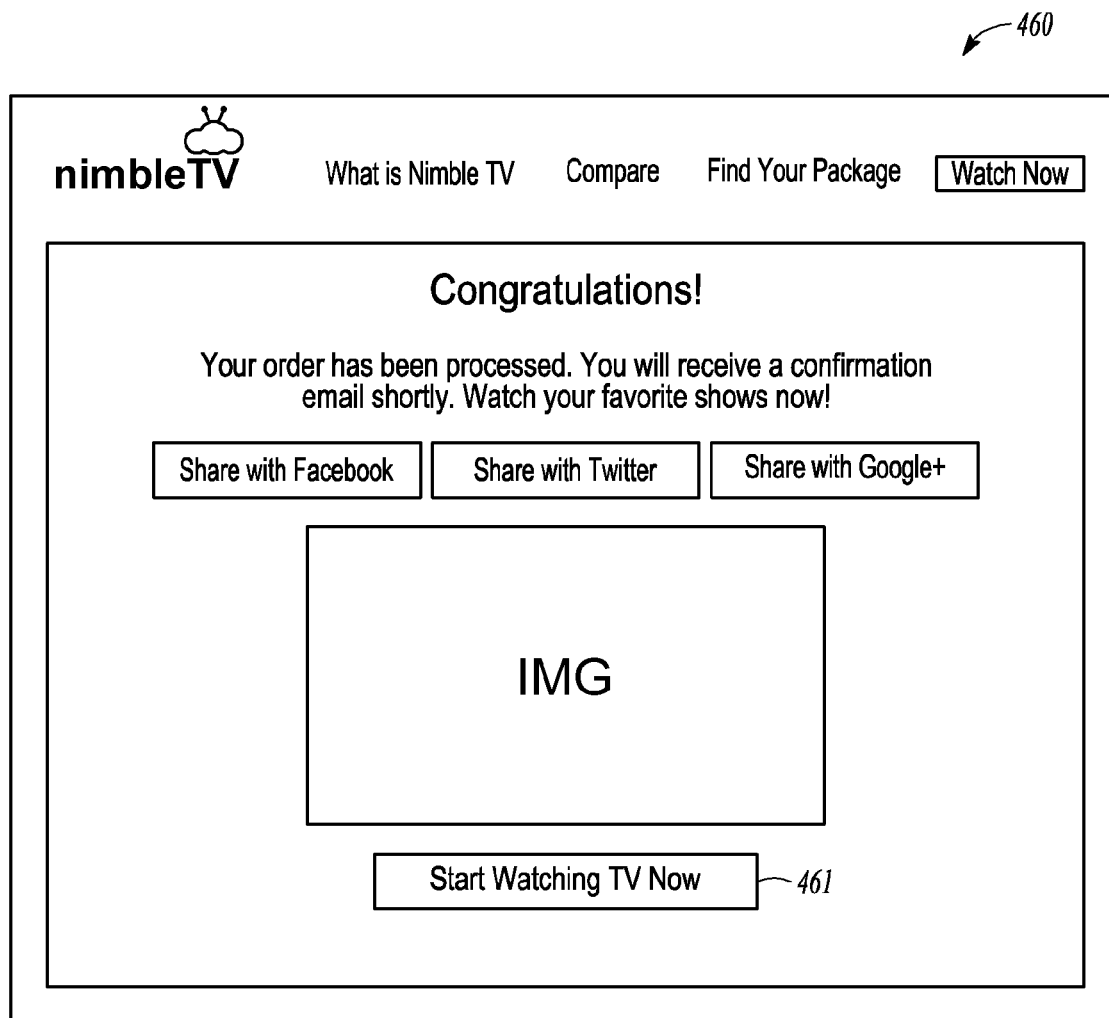 460
nimbleTV
What is Nimble TV Compare Find Your Package Watch Now
Congratulations!
Your order has been processed. You will receive a confirmation
email shortly. Watch your favorite shows now!
Share with Facebook Share with Twitter Share with Google+
IMG
Start Watching TV Now 461